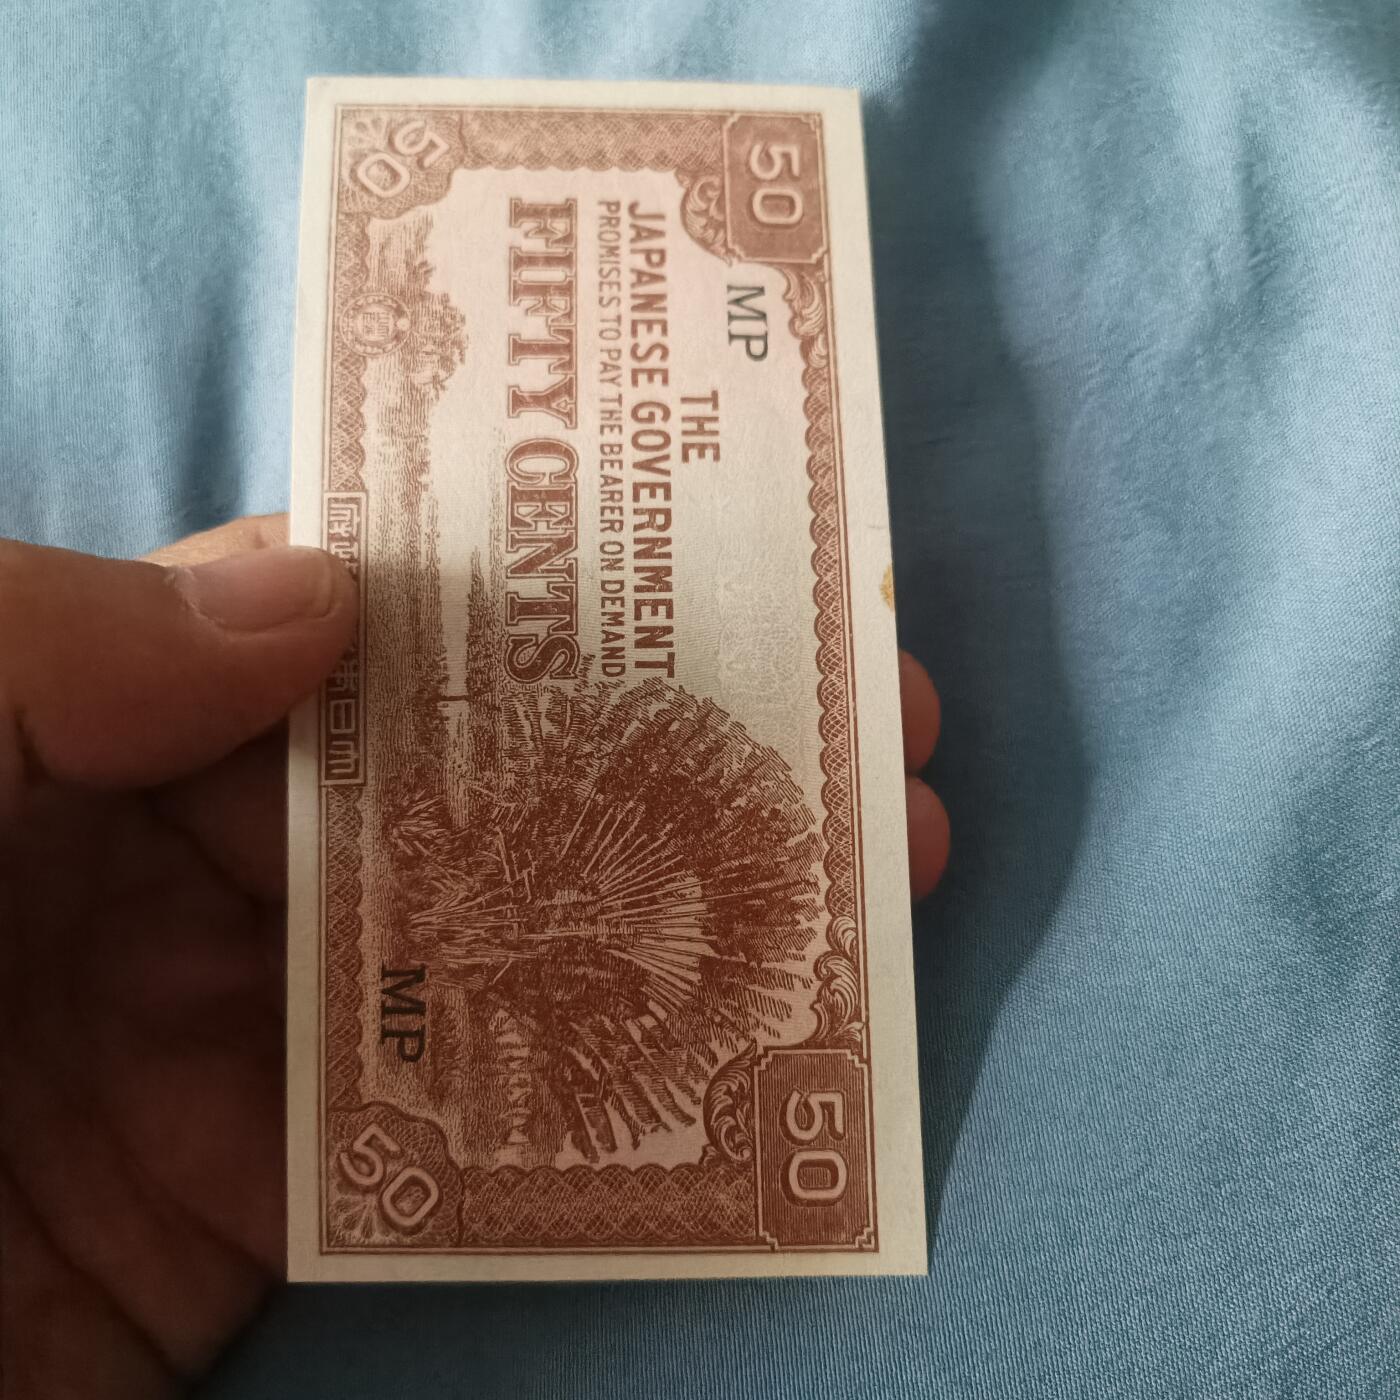 50
50
MP
THE
JAPANESE GOVERNMENT
PROMISES TO PAY THE BEARER ON DEMAND
FIFTY CENTS
MP
50
50